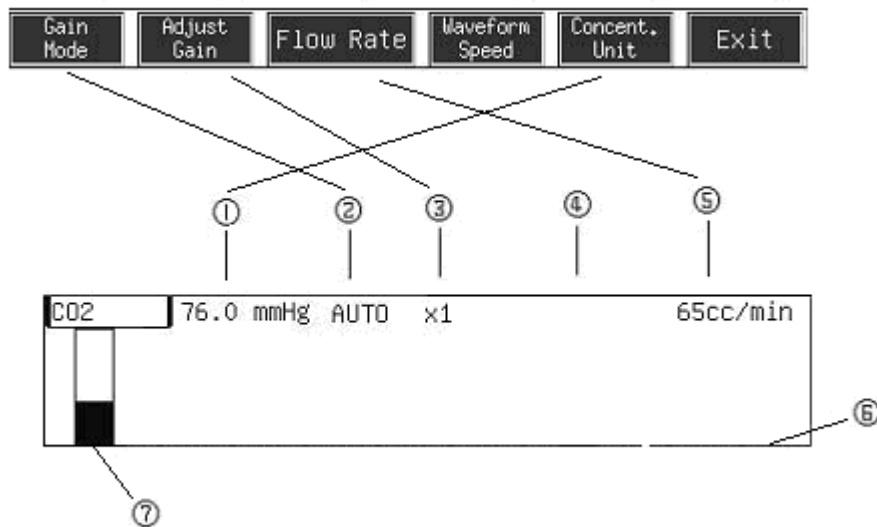 Gain Mode
Adjust Gain
Flow Rate
Waveform Speed
Concent. Unit
Exit
① ② ③ ④ ⑤
CO2 76.0 mmHg AUTO x1 65cc/min
⑥
⑦